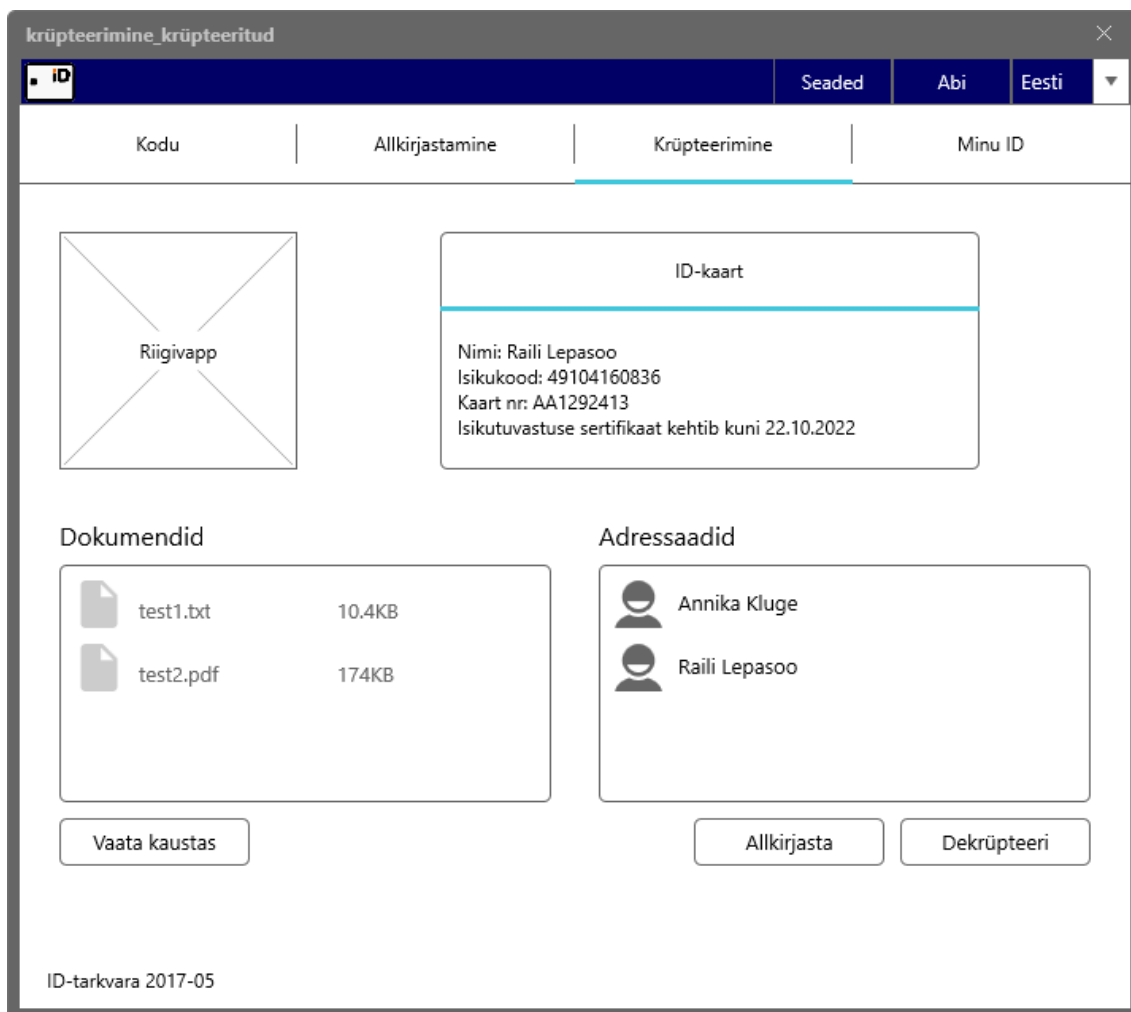 krüpteerimine_krüpteeritud
iD
Seaded Abi Eesti
Kodu Allkirjastamine Krüpteerimine Minu ID
Riigivapp
ID-kaart
Nimi: Raili Lepasoo
Isikukood: 49104160836
Kaart nr: AA1292413
Isikutuvastuse sertifikaat kehtib kuni 22.10.2022
Dokumendid
test1.txt 10.4KB
test2.pdf 174KB
Adressaadid
Annika Kluge
Raili Lepasoo
Vaata kaustas
Allkirjasta Dekrüpteeri
ID-tarkvara 2017-05